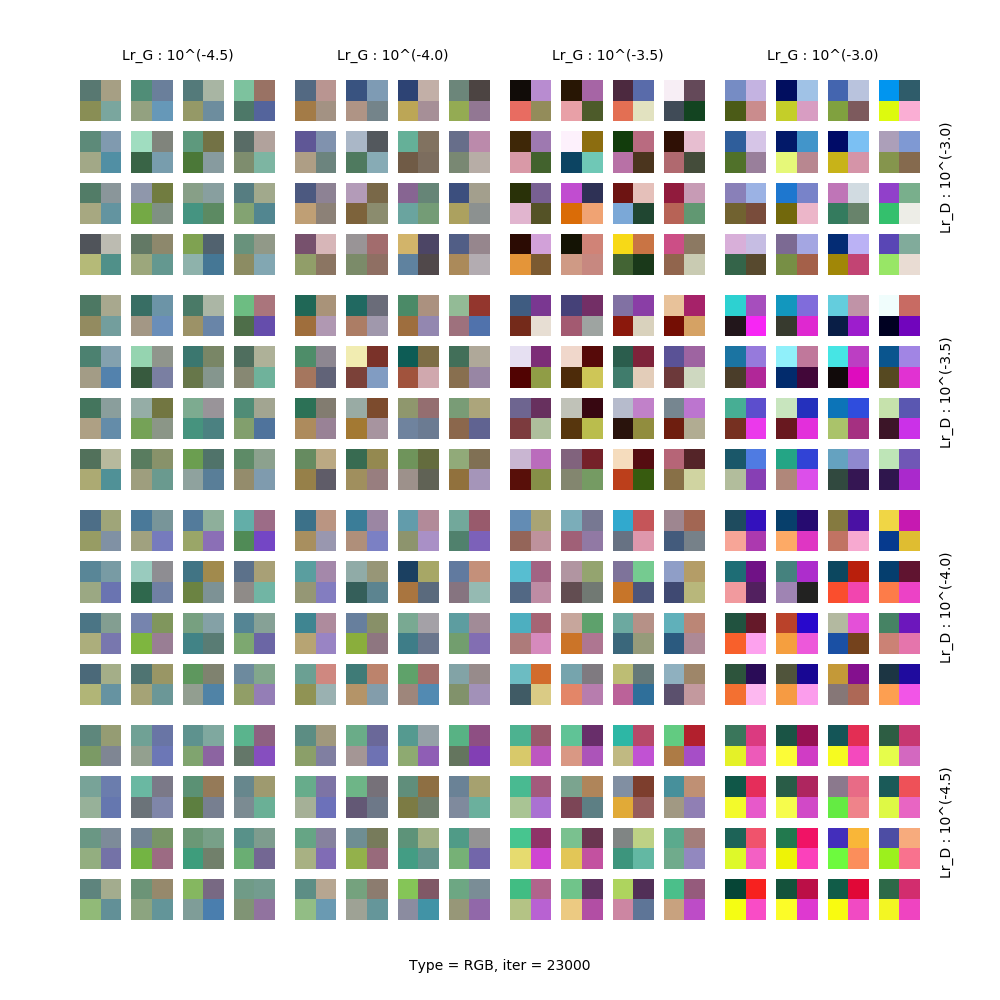 Lr_G : 10^(-4.5)
Lr_G : 10^(-4.0)
Lr_G : 10^(-3.5)
Lr_G : 10^(-3.0)
Lr_D : 10^(-3.0)
Lr_D : 10^(-3.5)
Lr_D : 10^(-4.0)
Lr_D : 10^(-4.5)
Type = RGB, iter = 23000